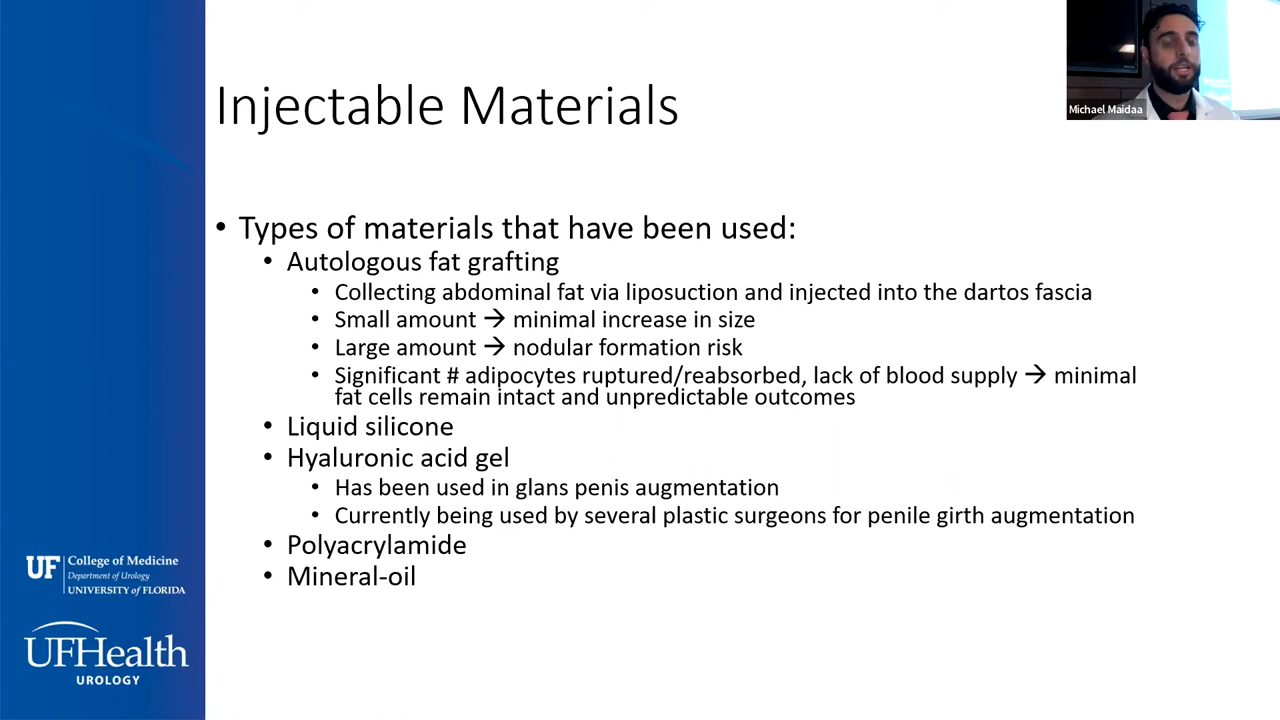 Injectable Materials
Michael Maidaa
• Types of materials that have been used:
• Autologous fat grafting
• Collecting abdominal fat via liposuction and injected into the dartos fascia
• Small amount → minimal increase in size
• Large amount → nodular formation risk
• Significant # adipocytes ruptured/reabsorbed, lack of blood supply → minimal
fat cells remain intact and unpredictable outcomes
• Liquid silicone
• Hyaluronic acid gel
• Has been used in glans penis augmentation
• Currently being used by several plastic surgeons for penile girth augmentation
• Polyacrylamide
• Mineral-oil
UF
College of Medicine
Department of Urology
UNIVERSITY of FLORIDA
UFHealth
UROLOGY